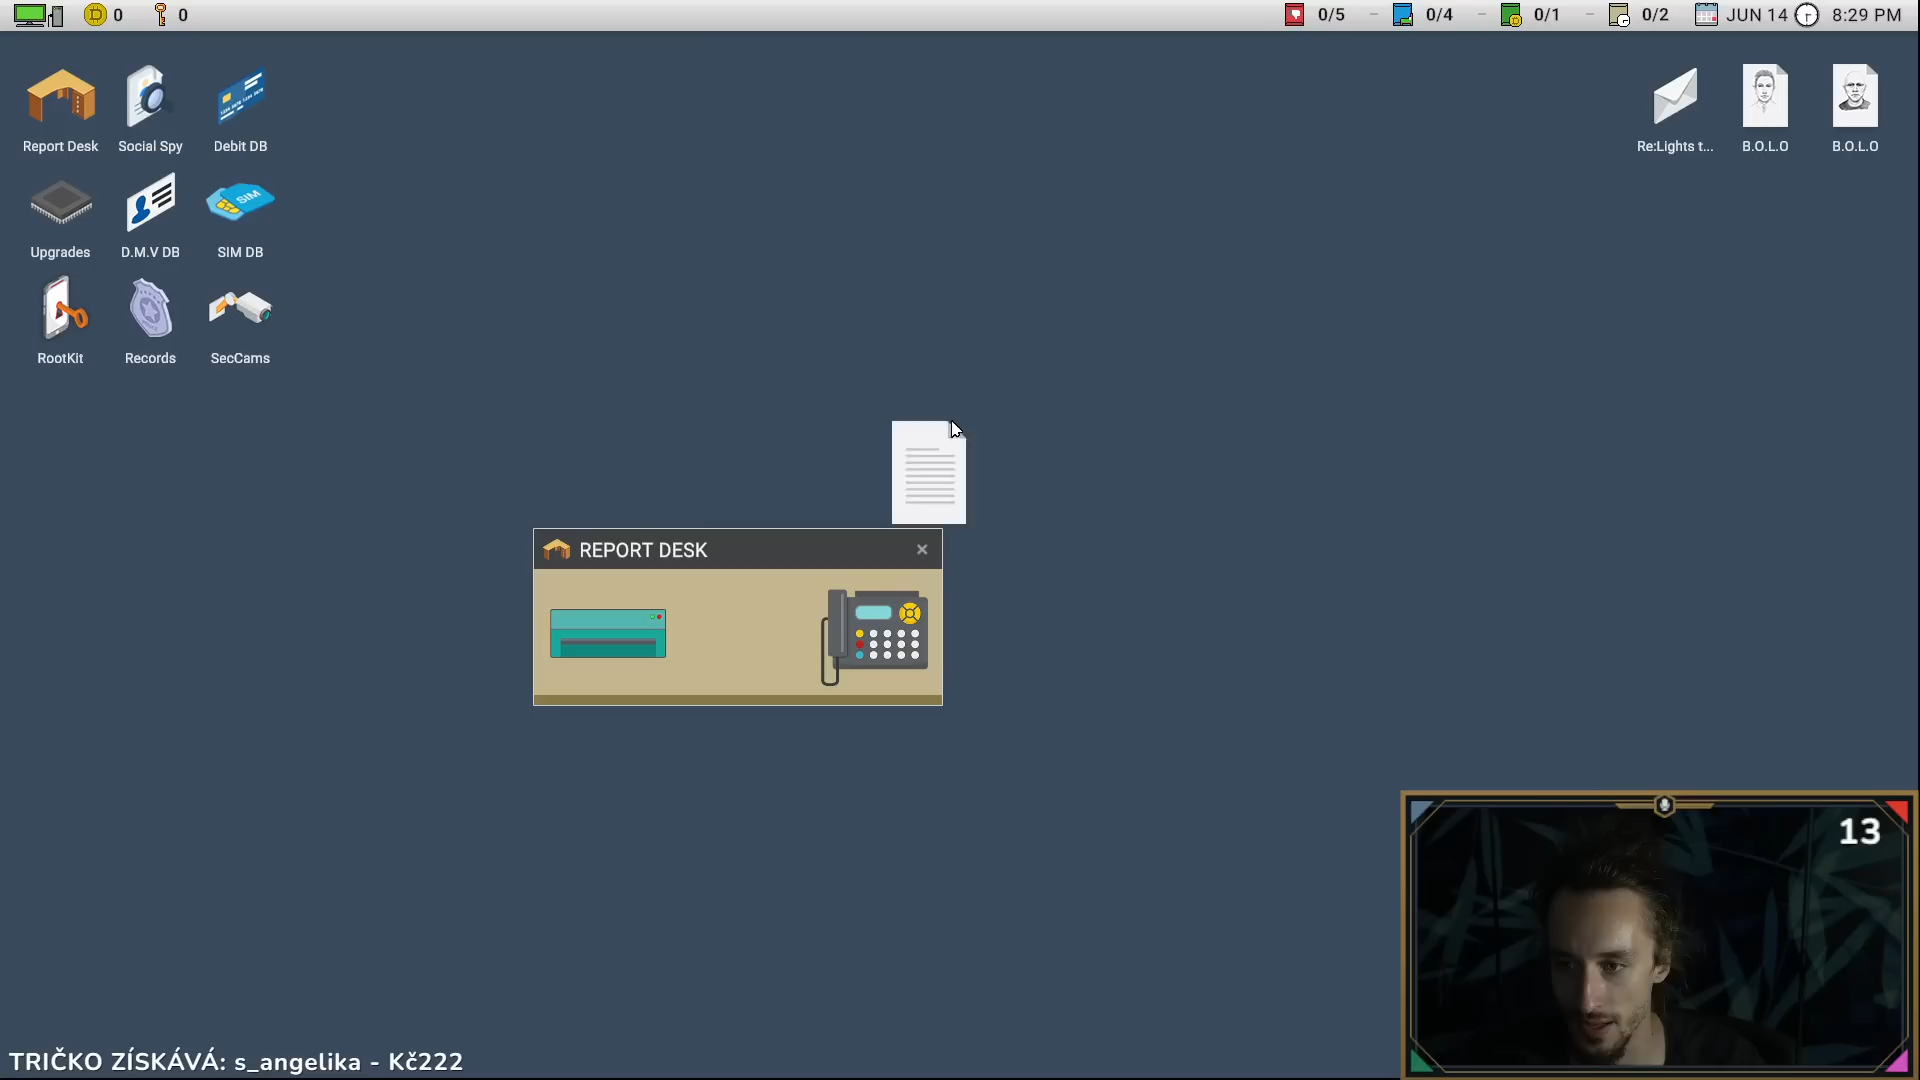 0 0 0/5 - 0/4 - 0/1 - 0/2 JUN 14 8:29 PM
Report Desk Social Spy Debit DB Re:Lights t... B.O.L.O B.O.L.O
Upgrades D.M.V DB SIM DB
RootKit Records SecCams
REPORT DESK
13
TRIČKO ZÍSKÁVÁ: s_angelika - Kč222